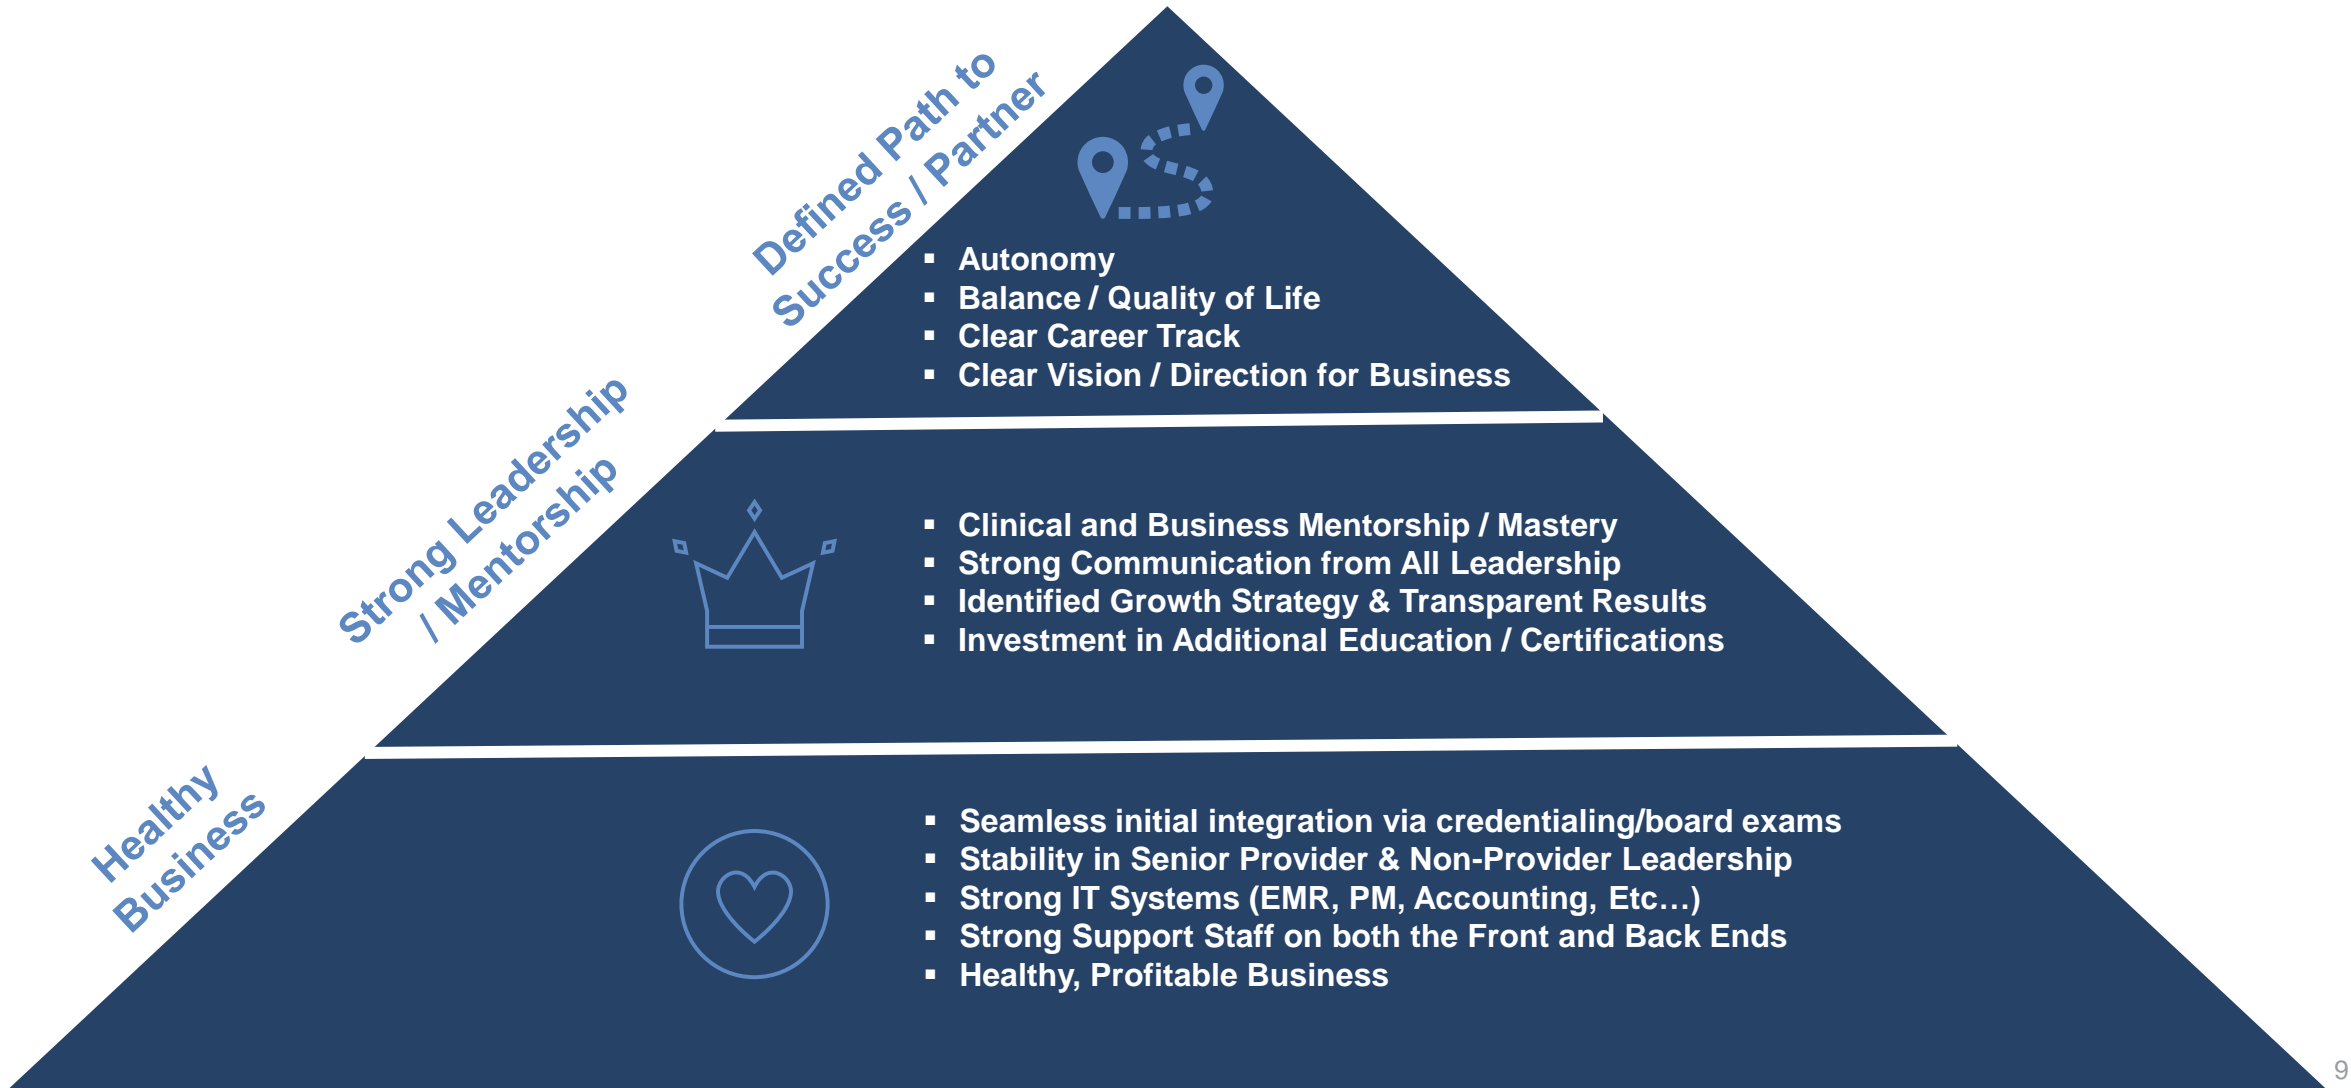 Defined Path to
Success / Partner
▪ Autonomy
▪ Balance / Quality of Life
▪ Clear Career Track
▪ Clear Vision / Direction for Business
Strong Leadership
/ Mentorship
▪ Clinical and Business Mentorship / Mastery
▪ Strong Communication from All Leadership
▪ Identified Growth Strategy & Transparent Results
▪ Investment in Additional Education / Certifications
Healthy
Business
▪ Seamless initial integration via credentialing/board exams
▪ Stability in Senior Provider & Non-Provider Leadership
▪ Strong IT Systems (EMR, PM, Accounting, Etc…)
▪ Strong Support Staff on both the Front and Back Ends
▪ Healthy, Profitable Business
9